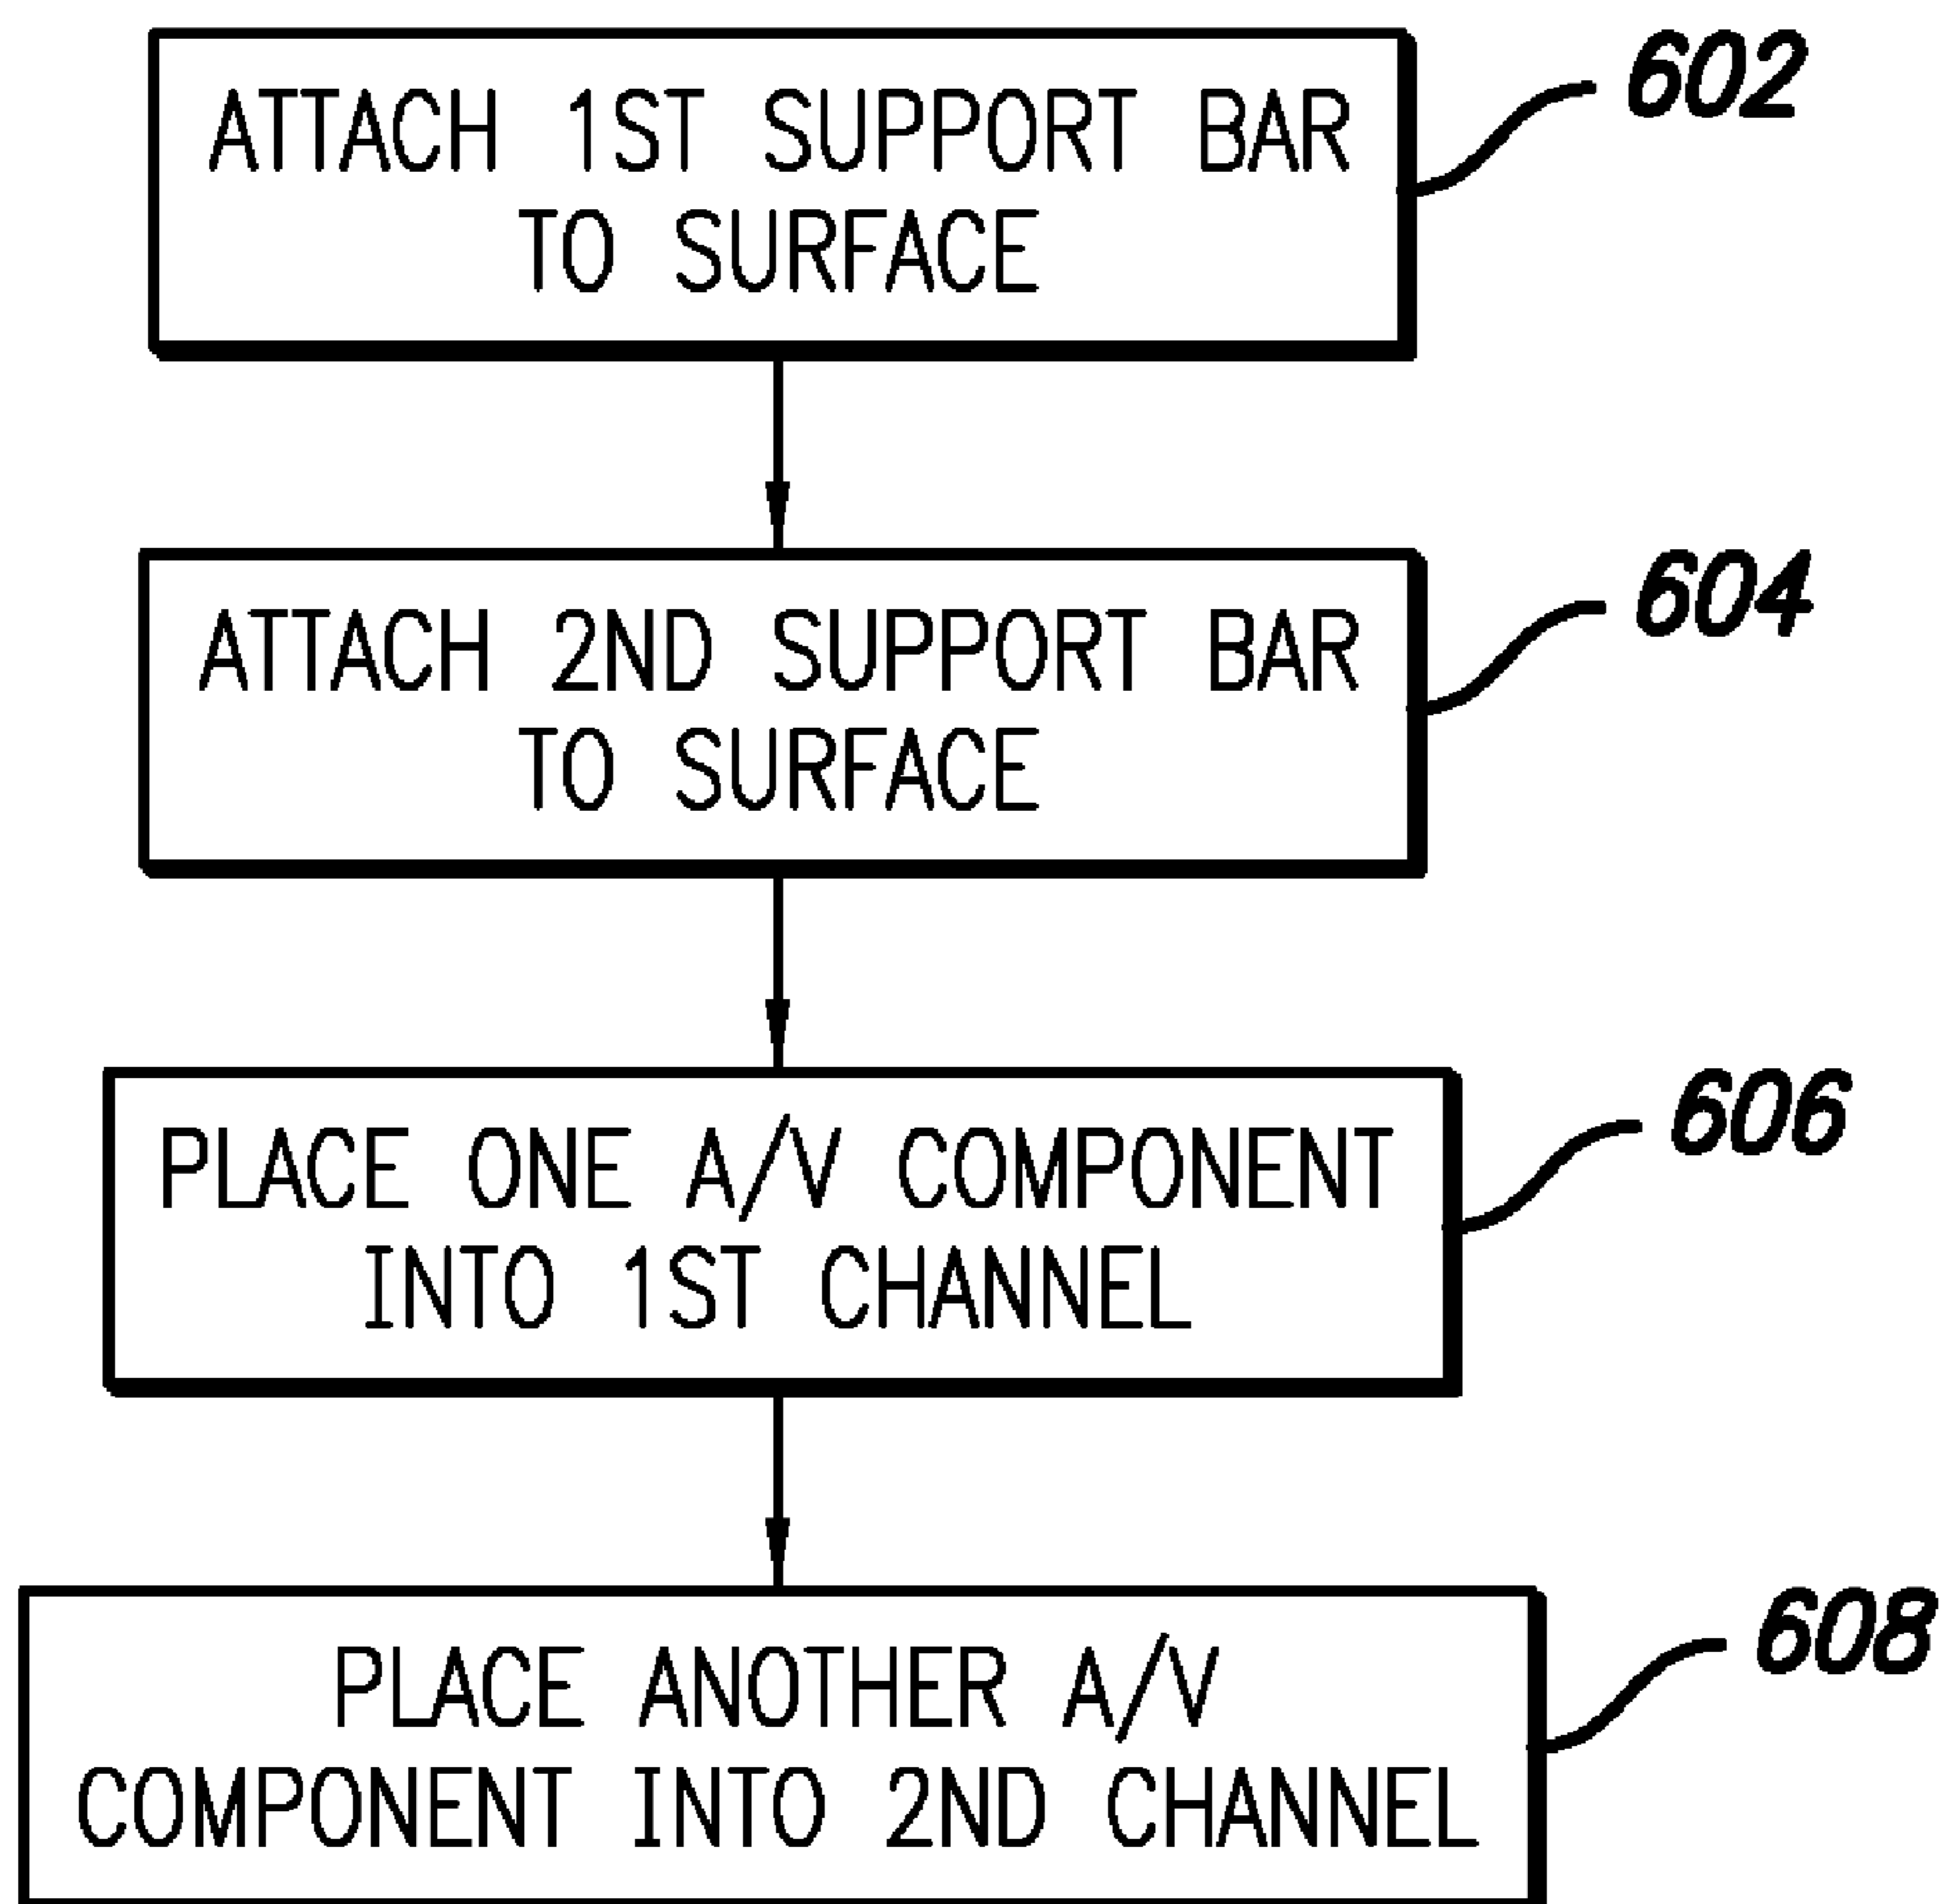 ATTACH 1ST SUPPORT BAR
TO SURFACE
602
ATTACH 2ND SUPPORT BAR
TO SURFACE
604
PLACE ONE A/V COMPONENT
INTO 1ST CHANNEL
606
PLACE ANOTHER A/V
COMPONENT INTO 2ND CHANNEL
608